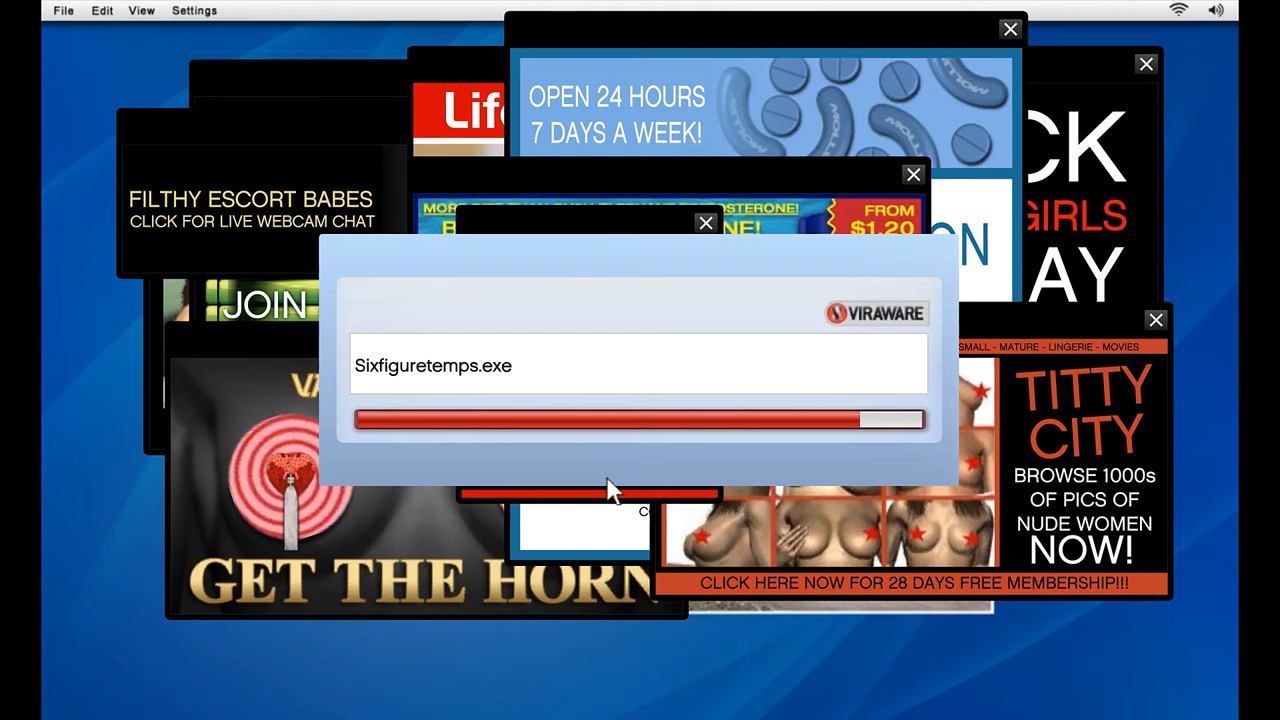 File Edit View Settings
OPEN 24 HOURS
7 DAYS A WEEK!
CK
GIRLS
AY
FILTHY ESCORT BABES
CLICK FOR LIVE WEBCAM CHAT
FROM
$1.20
ON
JOIN
VIRAWARE
Sixfiguretemps.exe
SMALL - MATURE - LINGERIE - MOVIES
TITTY
CITY
BROWSE 1000s
OF PICS OF
NUDE WOMEN
NOW!
GET THE HORN
CLICK HERE NOW FOR 28 DAYS FREE MEMBERSHIP!!!